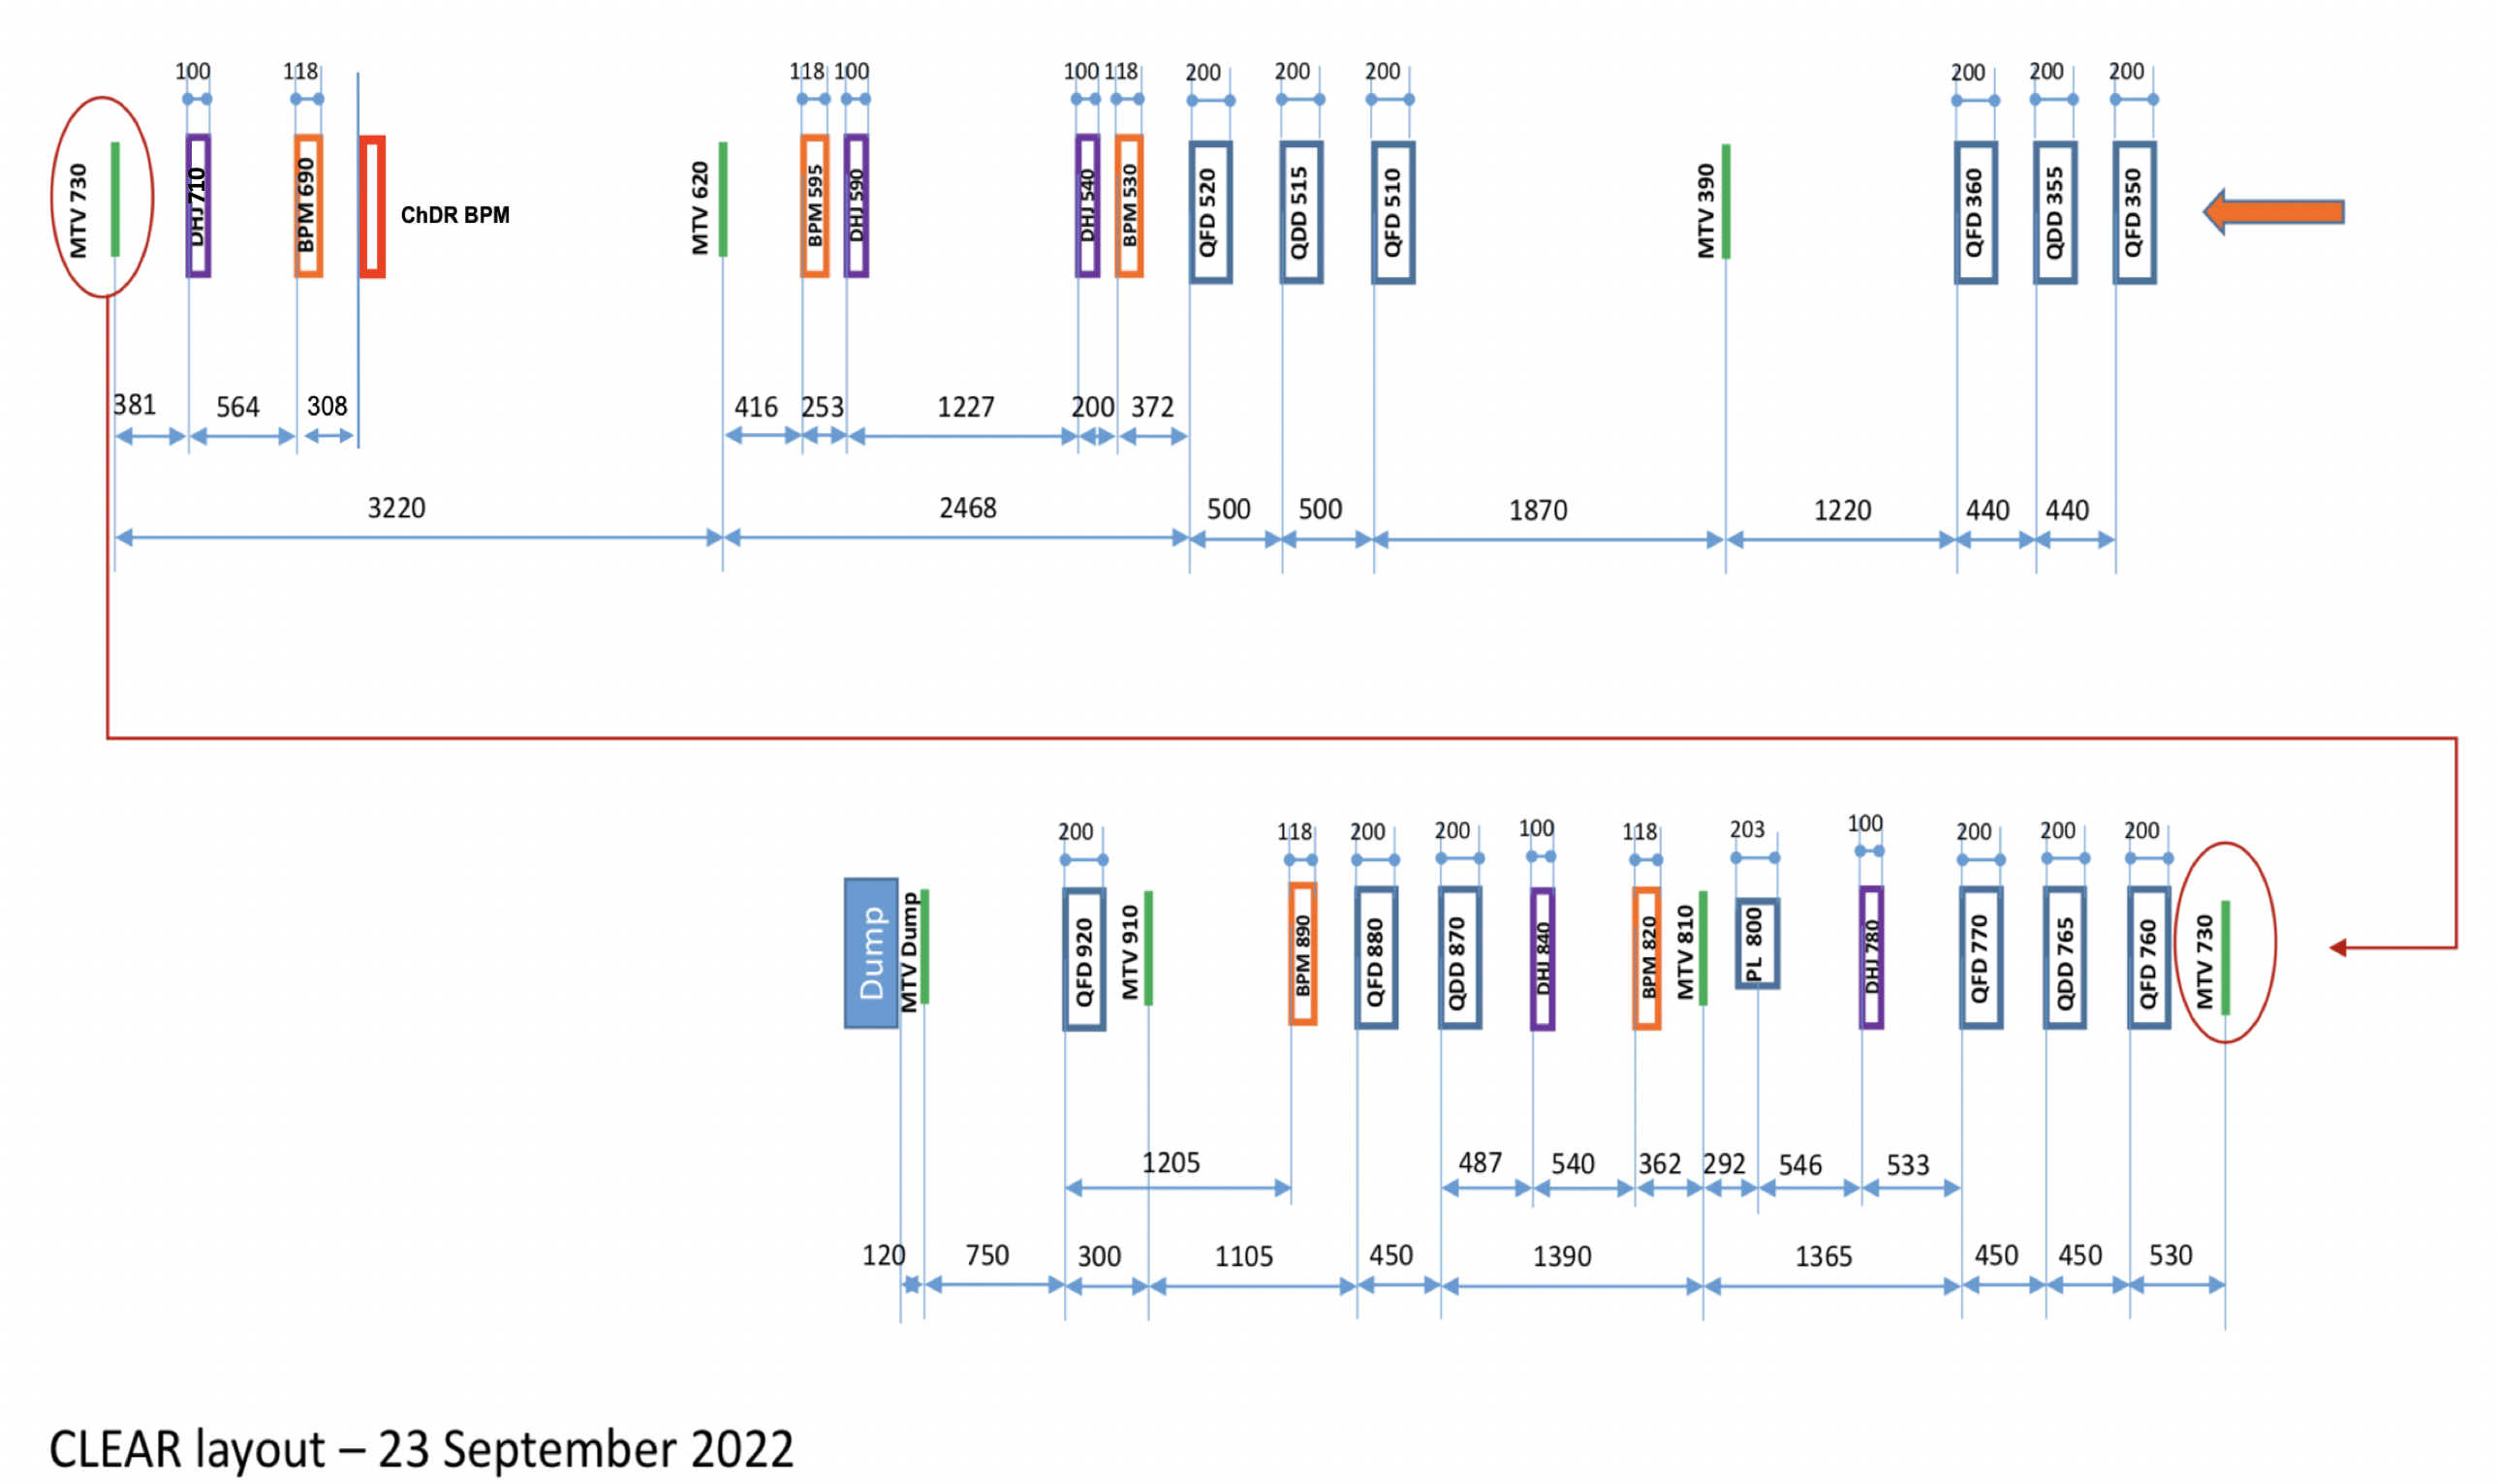 100 118 118 100 100 118 200 200 200 200 200 200
MTV 730
DHJ 710
BPM 690
ChDR BPM
MTV 620
BPM 595
DHJ 590
DHJ 540
BPM 530
QFD 520
QDD 515
QFD 510
MTV 390
QFD 360
QDD 355
QFD 350
381 564 308 416 253 1227 200 372
3220 2468 500 500 1870 1220 440 440
200 118 200 200 100 118 203 100 200 200 200
Dump
MTV Dump
QFD 920
MTV 910
BPM 890
QFD 880
QDD 870
DHJ 840
BPM 820
MTV 810
PL 800
DHJ 780
QFD 770
QDD 765
QFD 760
MTV 730
1205 487 540 362 292 546 533
120 750 300 1105 450 1390 1365 450 450 530
CLEAR layout – 23 September 2022